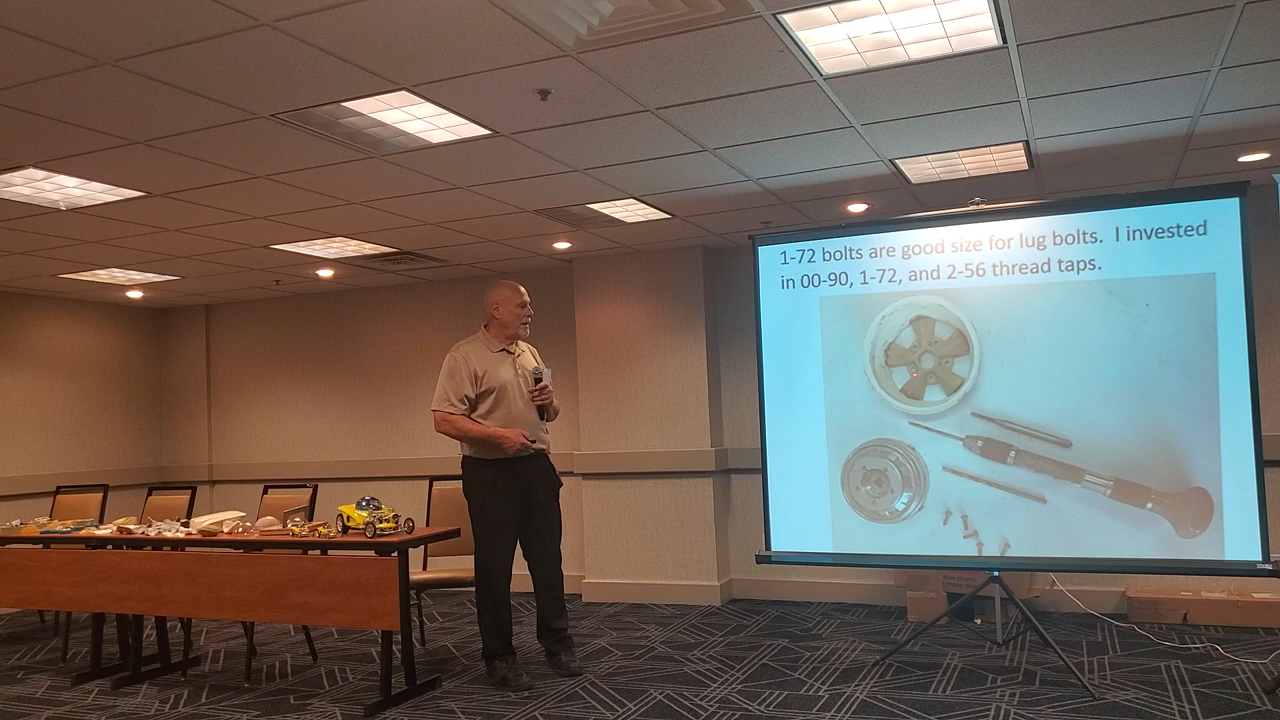 1-72 bolts are good size for lug bolts.  I invested
in 00-90, 1-72, and 2-56 thread taps.